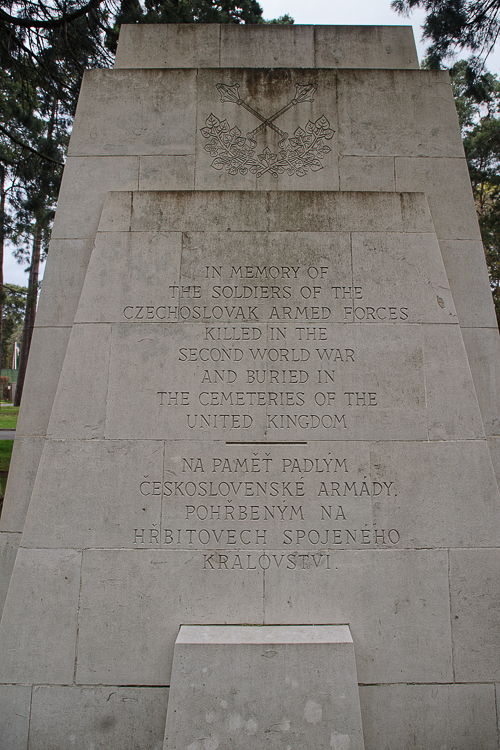 IN MEMORY OF
THE SOLDIERS OF THE
CZECHOSLOVAK ARMED FORCES
KILLED IN THE
SECOND WORLD WAR
AND BURIED IN
THE CEMETERIES OF THE
UNITED KINGDOM
NA PAMĚŤ PADLÝM
ČESKOSLOVENSKÉ ARMÁDY,
POHŘBENÝM NA
HŘBITOVECH SPOJENÉHO
KRÁLOVSTVI.